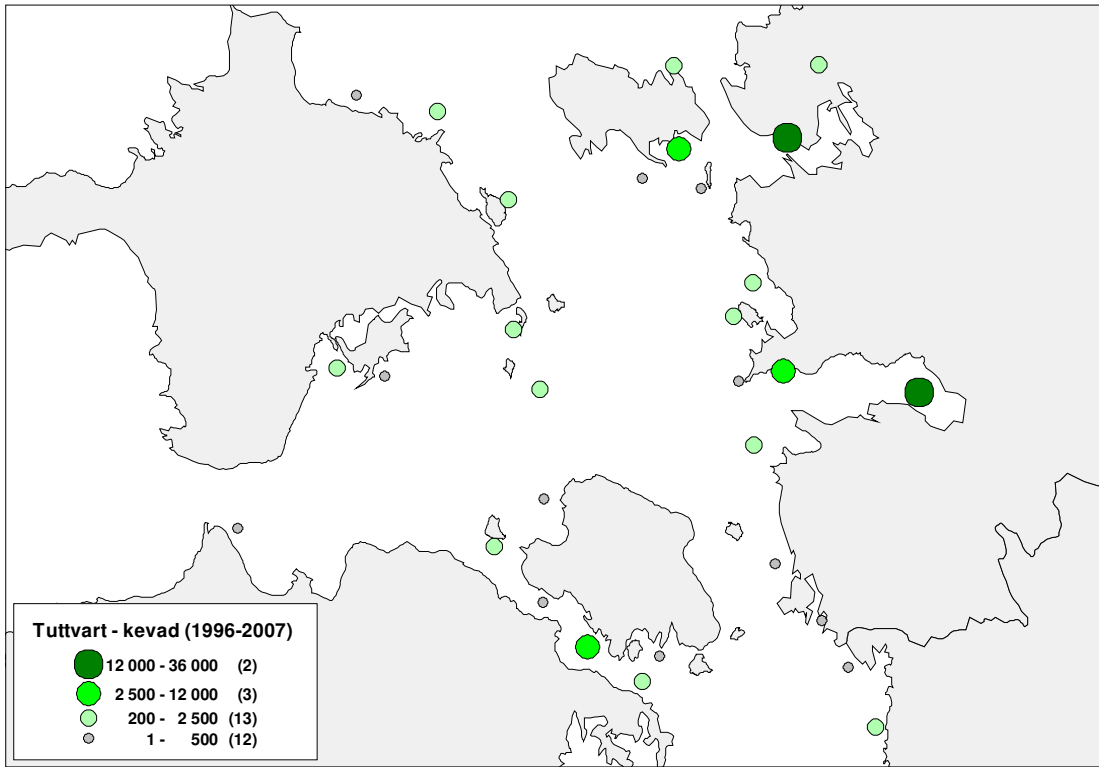 Tuttvart - kevad (1996-2007)
12 000 - 36 000 (2)
2 500 - 12 000 (3)
200 - 2 500 (13)
1 - 500 (12)